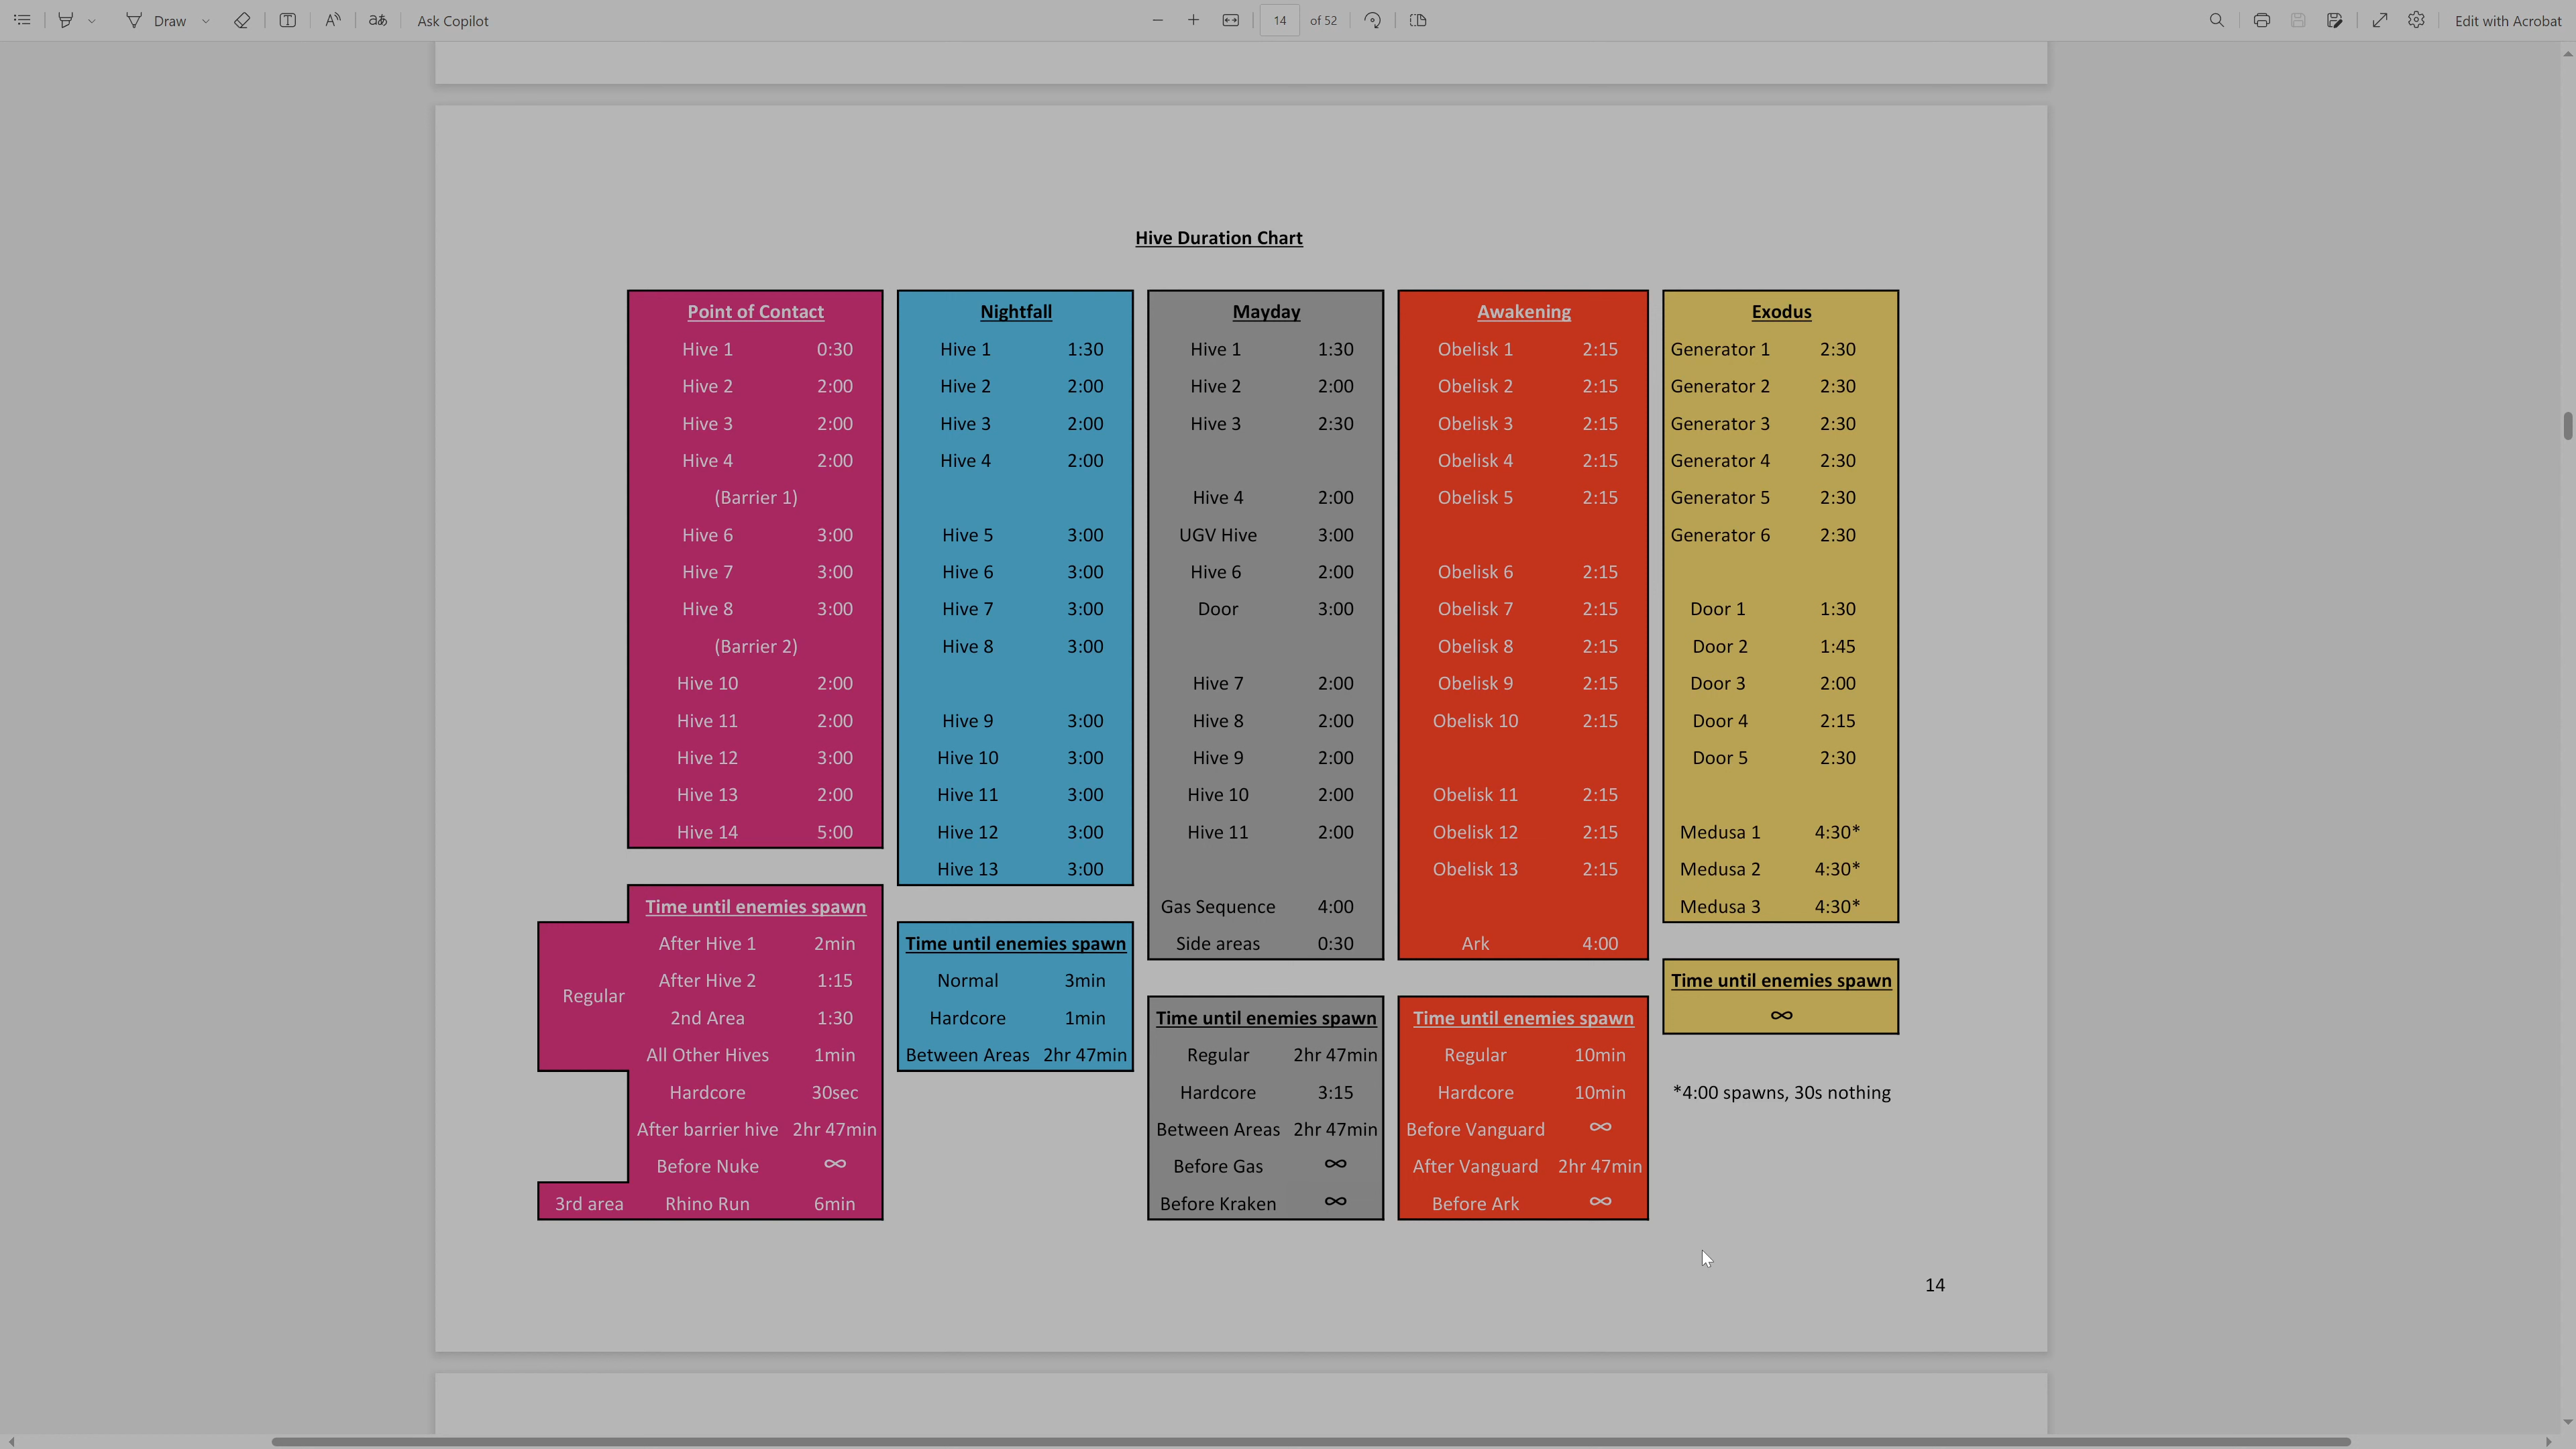 Draw
Ask Copilot
14 of 52
Edit with Acrobat
Hive Duration Chart
Point of Contact
Hive 1 0:30
Hive 2 2:00
Hive 3 2:00
Hive 4 2:00
(Barrier 1)
Hive 6 3:00
Hive 7 3:00
Hive 8 3:00
(Barrier 2)
Hive 10 2:00
Hive 11 2:00
Hive 12 3:00
Hive 13 2:00
Hive 14 5:00
Time until enemies spawn
Regular
After Hive 1 2min
After Hive 2 1:15
2nd Area 1:30
All Other Hives 1min
Hardcore 30sec
After barrier hive 2hr 47min
Before Nuke ∞
3rd area Rhino Run 6min
Nightfall
Hive 1 1:30
Hive 2 2:00
Hive 3 2:00
Hive 4 2:00
Hive 5 3:00
Hive 6 3:00
Hive 7 3:00
Hive 8 3:00
Hive 9 3:00
Hive 10 3:00
Hive 11 3:00
Hive 12 3:00
Hive 13 3:00
Time until enemies spawn
Normal 3min
Hardcore 1min
Between Areas 2hr 47min
Mayday
Hive 1 1:30
Hive 2 2:00
Hive 3 2:30
Hive 4 2:00
UGV Hive 3:00
Hive 6 2:00
Door 3:00
Hive 7 2:00
Hive 8 2:00
Hive 9 2:00
Hive 10 2:00
Hive 11 2:00
Gas Sequence 4:00
Side areas 0:30
Time until enemies spawn
Regular 2hr 47min
Hardcore 3:15
Between Areas 2hr 47min
Before Gas ∞
Before Kraken ∞
Awakening
Obelisk 1 2:15
Obelisk 2 2:15
Obelisk 3 2:15
Obelisk 4 2:15
Obelisk 5 2:15
Obelisk 6 2:15
Obelisk 7 2:15
Obelisk 8 2:15
Obelisk 9 2:15
Obelisk 10 2:15
Obelisk 11 2:15
Obelisk 12 2:15
Obelisk 13 2:15
Ark 4:00
Time until enemies spawn
Regular 10min
Hardcore 10min
Before Vanguard ∞
After Vanguard 2hr 47min
Before Ark ∞
Exodus
Generator 1 2:30
Generator 2 2:30
Generator 3 2:30
Generator 4 2:30
Generator 5 2:30
Generator 6 2:30
Door 1 1:30
Door 2 1:45
Door 3 2:00
Door 4 2:15
Door 5 2:30
Medusa 1 4:30*
Medusa 2 4:30*
Medusa 3 4:30*
Time until enemies spawn
∞
*4:00 spawns, 30s nothing
14